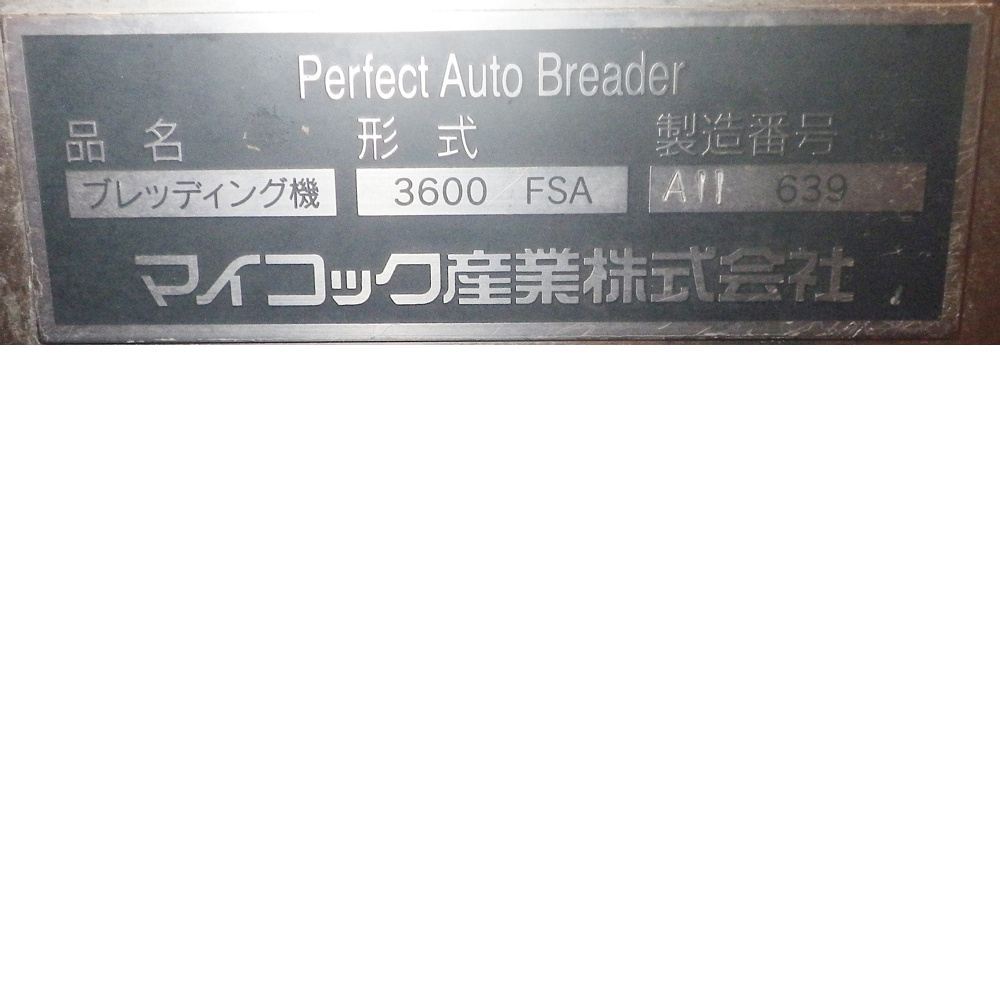 Perfect Auto Breader
品名 形式 製造番号
ブレッディング機 3600 FSA A11 639
マイコック産業株式会社